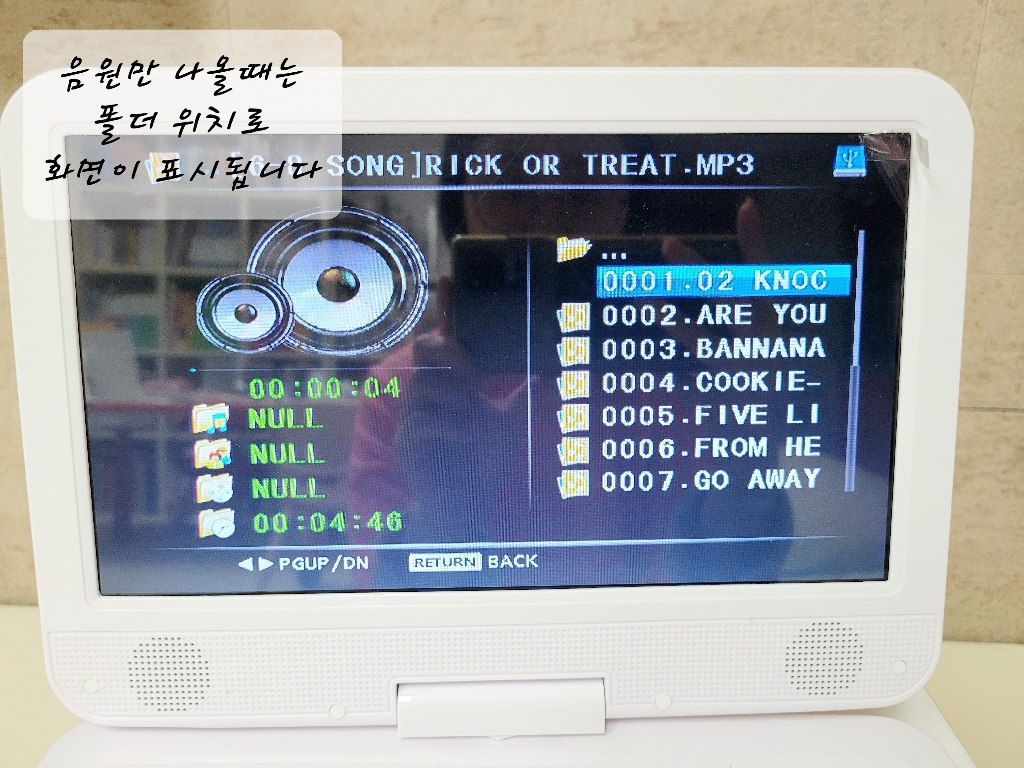 음원만 나올때는
폴더 위치로
화면이 표시됩니다
SONG]RICK OR TREAT.MP3
...
0001.02 KNOC
0002.ARE YOU
0003.BANNANA
0004.COOKIE-
0005.FIVE LI
0006.FROM HE
0007.GO AWAY
00:00:04
NULL
NULL
NULL
00:04:46
PGUP/DN RETURN BACK